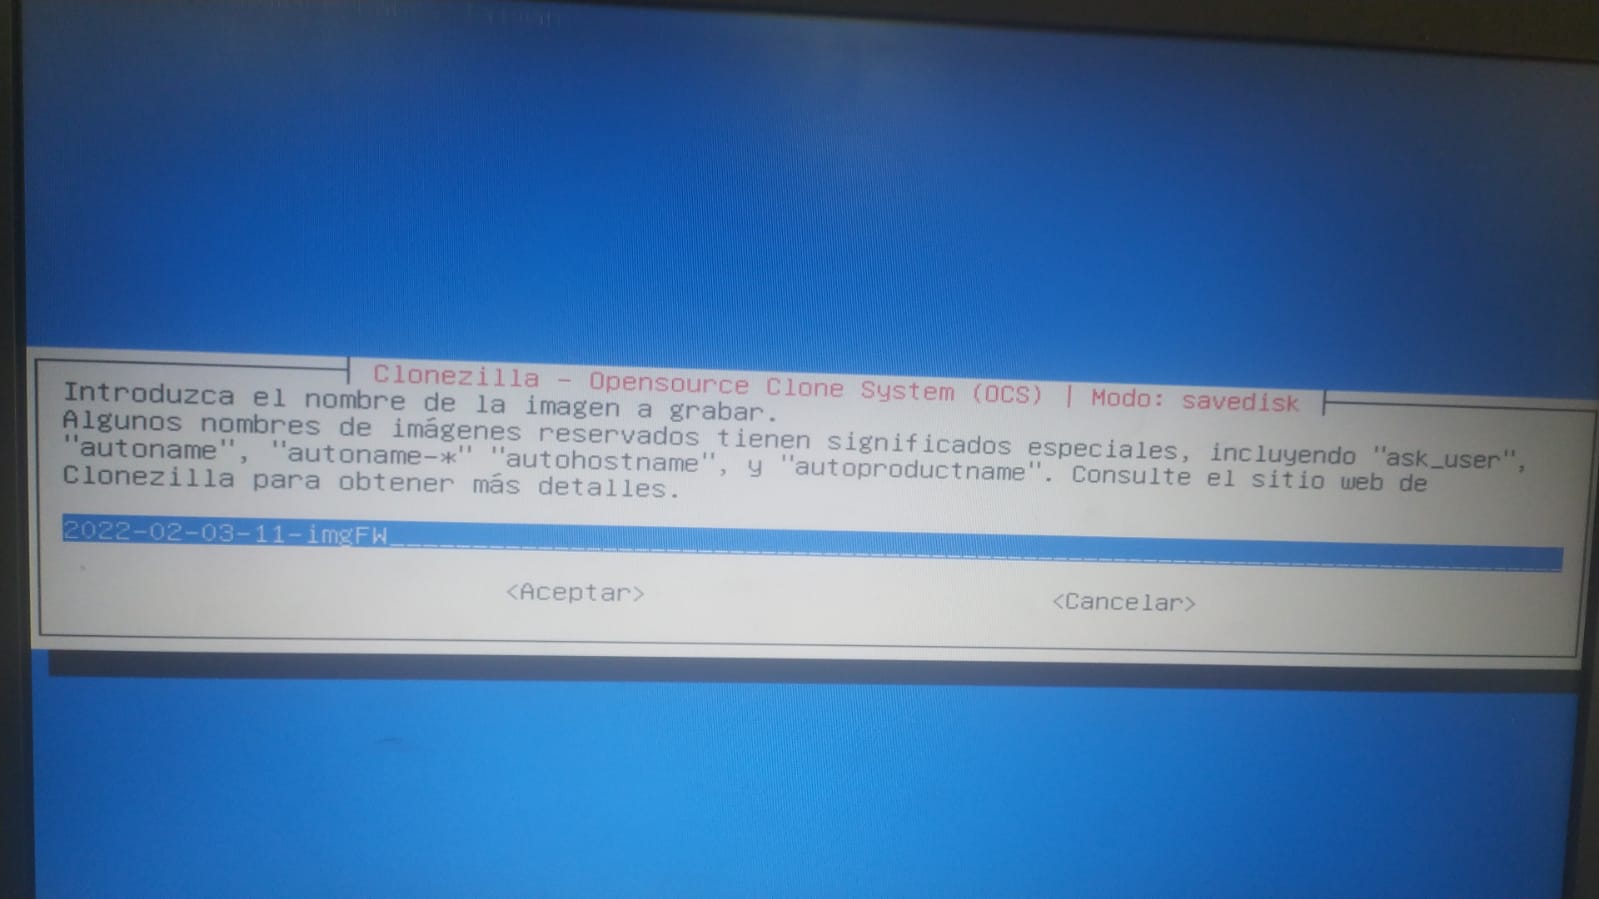 Clonezilla - Opensource Clone System (OCS) | Modo: savedisk
Introduzca el nombre de la imagen a grabar.
Algunos nombres de imágenes reservados tienen significados especiales, incluyendo "ask_user",
"autoname", "autoname-*" "autohostname", y "autoproductname". Consulte el sitio web de
Clonezilla para obtener más detalles.
2022-02-03-11-imgFW
<Aceptar> <Cancelar>